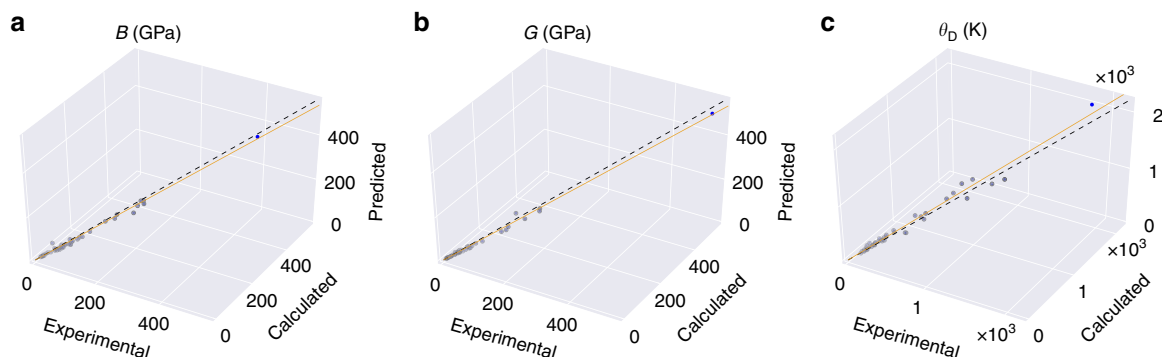 a
B (GPa)
400
200
0
Predicted
0
200
400
Experimental
0
200
400
Calculated
b
G (GPa)
400
200
0
Predicted
0
200
400
Experimental
0
200
400
Calculated
c
θD (K)
×10³
2
1
0
Predicted
0
1
×10³
Experimental
0
1
×10³
Calculated